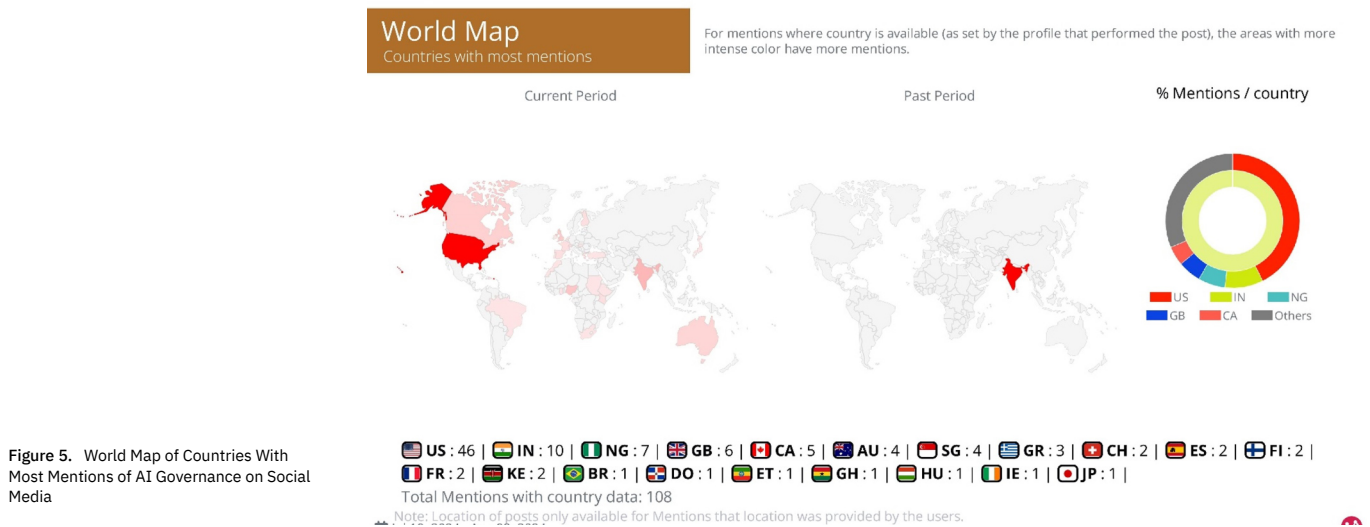 World Map
Countries with most mentions
For mentions where country is available (as set by the profile that performed the post), the areas with more
intense color have more mentions.
Current Period
Past Period
% Mentions / country
US IN NG
GB CA Others
US : 46 | IN : 10 | NG : 7 | GB : 6 | CA : 5 | AU : 4 | SG : 4 | GR : 3 | CH : 2 | ES : 2 | FI : 2 |
FR : 2 | KE : 2 | BR : 1 | DO : 1 | ET : 1 | GH : 1 | HU : 1 | IE : 1 | JP : 1 |
Total Mentions with country data: 108
Note: Location of posts only available for Mentions that location was provided by the users.
Figure 5. World Map of Countries With
Most Mentions of AI Governance on Social
Media